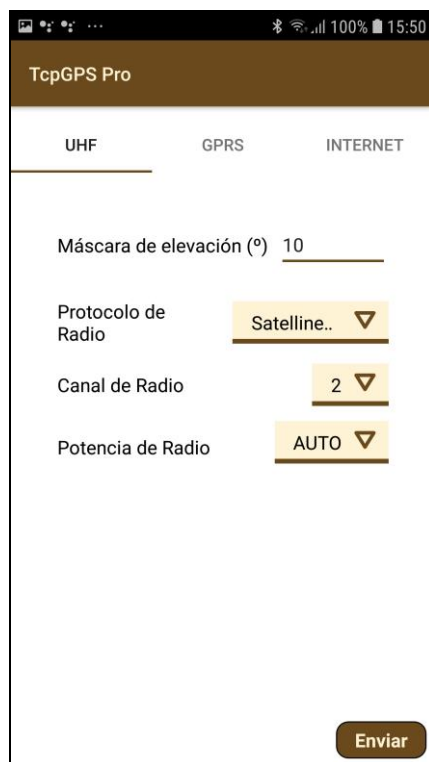 100% 15:50
TcpGPS Pro
UHF GPRS INTERNET
Máscara de elevación (º) 10
Protocolo de
Radio
Satelline..
Canal de Radio 2
Potencia de Radio AUTO
Enviar